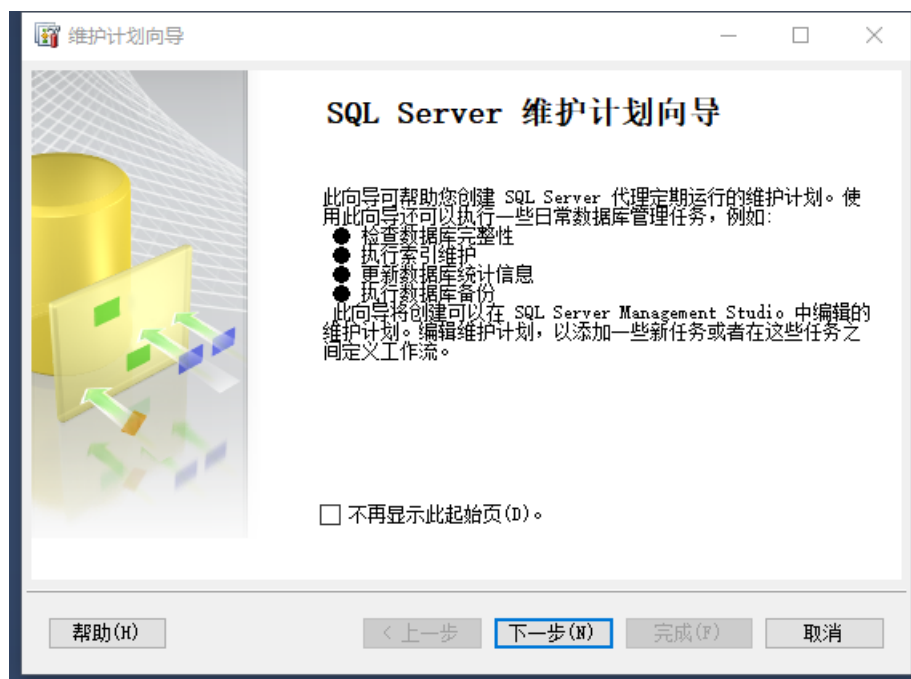 维护计划向导
SQL Server 维护计划向导
此向导可帮助您创建 SQL Server 代理定期运行的维护计划。使
用此向导还可以执行一些日常数据库管理任务，例如:
● 检查数据库完整性
● 执行索引维护
● 更新数据库统计信息
● 执行数据库备份
此向导将创建可以在 SQL Server Management Studio 中编辑的
维护计划。编辑维护计划，以添加一些新任务或者在这些任务之
间定义工作流。
不再显示此起始页(D)。
帮助(H)
< 上一步
下一步(N)
完成(F)
取消